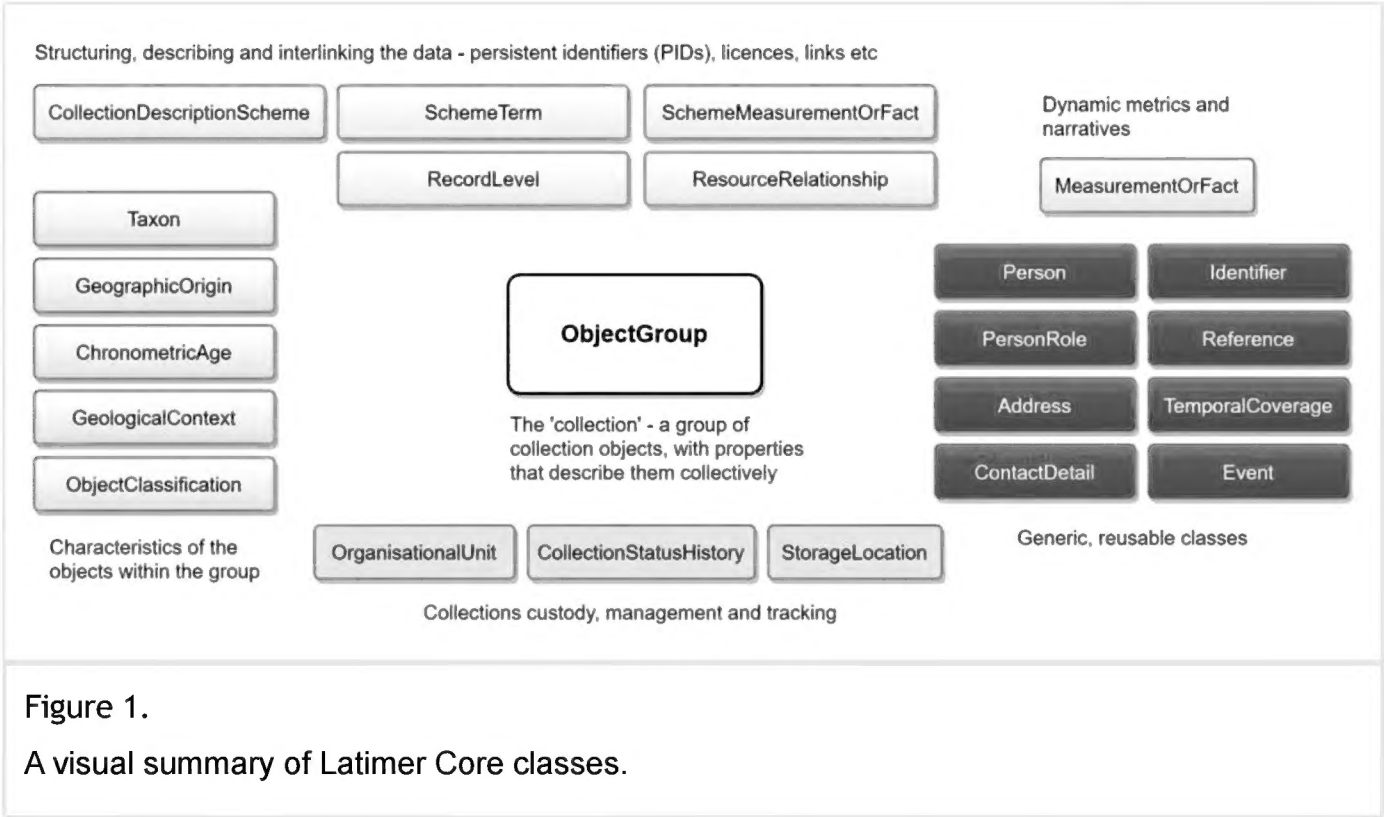 Structuring, describing and interlinking the data - persistent identifiers (PIDs), licences, links etc
CollectionDescriptionScheme
SchemeTerm
SchemeMeasurementOrFact
RecordLevel
ResourceRelationship
Dynamic metrics and
narratives
MeasurementOrFact
Taxon
GeographicOrigin
ChronometricAge
GeologicalContext
ObjectClassification
Characteristics of the
objects within the group
ObjectGroup
The 'collection' - a group of
collection objects, with properties
that describe them collectively
Person
Identifier
PersonRole
Reference
Address
TemporalCoverage
ContactDetail
Event
Generic, reusable classes
OrganisationalUnit
CollectionStatusHistory
StorageLocation
Collections custody, management and tracking
Figure 1.
A visual summary of Latimer Core classes.